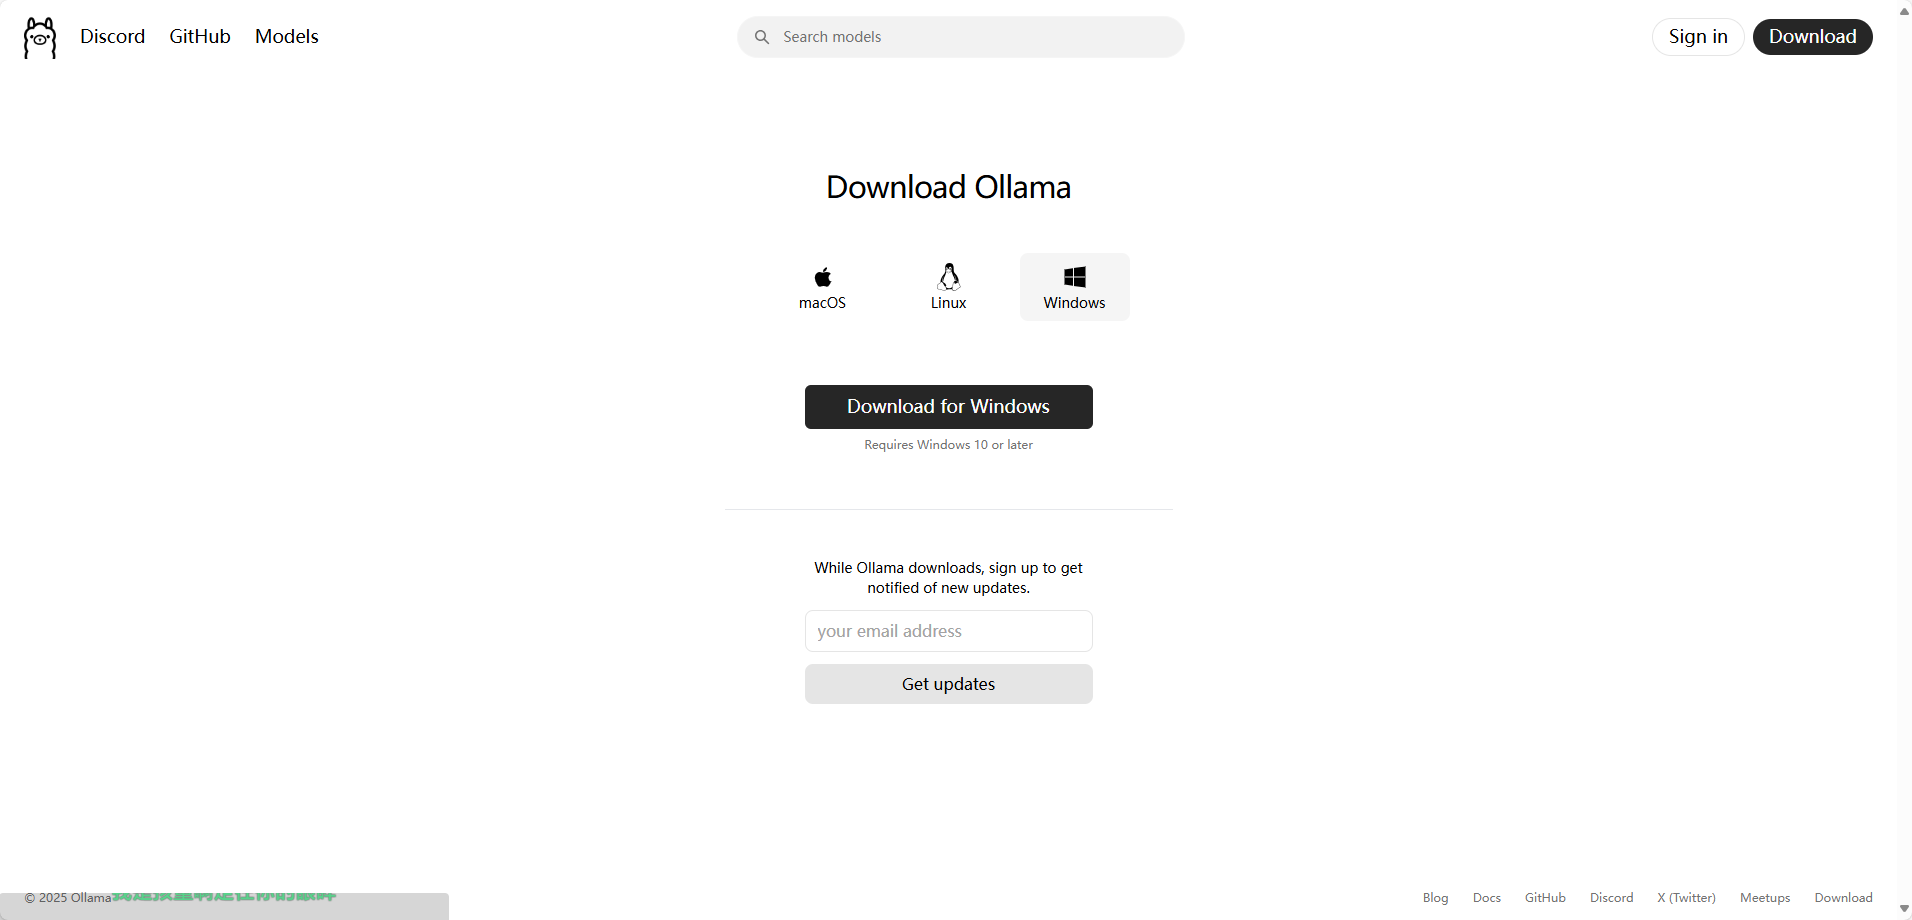 Discord GitHub Models Search models Sign in Download
Download Ollama
macOS Linux Windows
Download for Windows
Requires Windows 10 or later
While Ollama downloads, sign up to get
notified of new updates.
your email address
Get updates
© 2025 Ollama Blog Docs GitHub Discord X (Twitter) Meetups Download